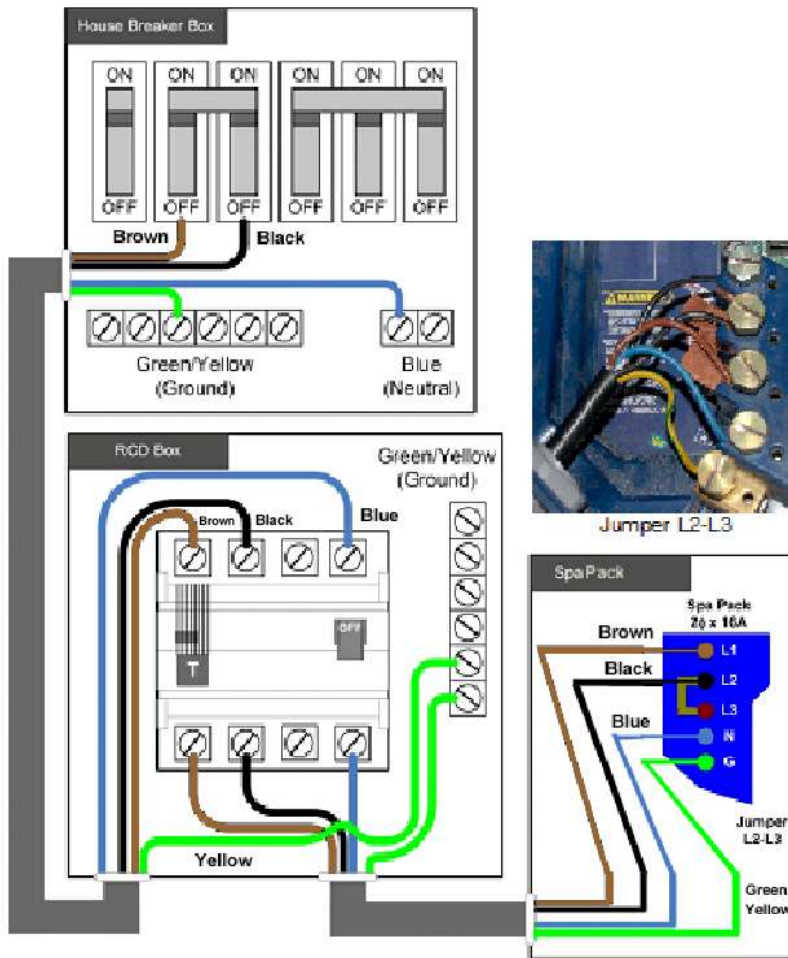 House Breaker Box
ON ON ON ON ON ON
OFF OFF OFF OFF OFF OFF
Brown Black
Green/Yellow
(Ground)
Blue
(Neutral)
RCD Box
Green/Yellow
(Ground)
Brown Black Blue
OFF
T
Yellow
WARNING
Jumper L2-L3
SpaPack
Spa Pack
2ϕ x 16A
Brown
L1
Black
L2
L3
Blue
N
G
Jumper
L2-L3
Green
Yellow